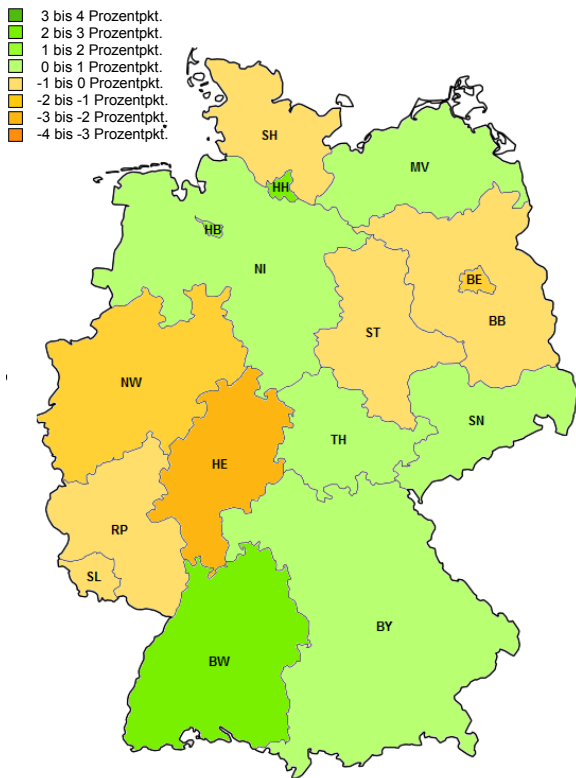 3 bis 4 Prozentpkt.
2 bis 3 Prozentpkt.
1 bis 2 Prozentpkt.
0 bis 1 Prozentpkt.
-1 bis 0 Prozentpkt.
-2 bis -1 Prozentpkt.
-3 bis -2 Prozentpkt.
-4 bis -3 Prozentpkt.
SH
MV
HH
HB
NI
BE
BB
ST
NW
SN
TH
HE
RP
SL
BY
BW